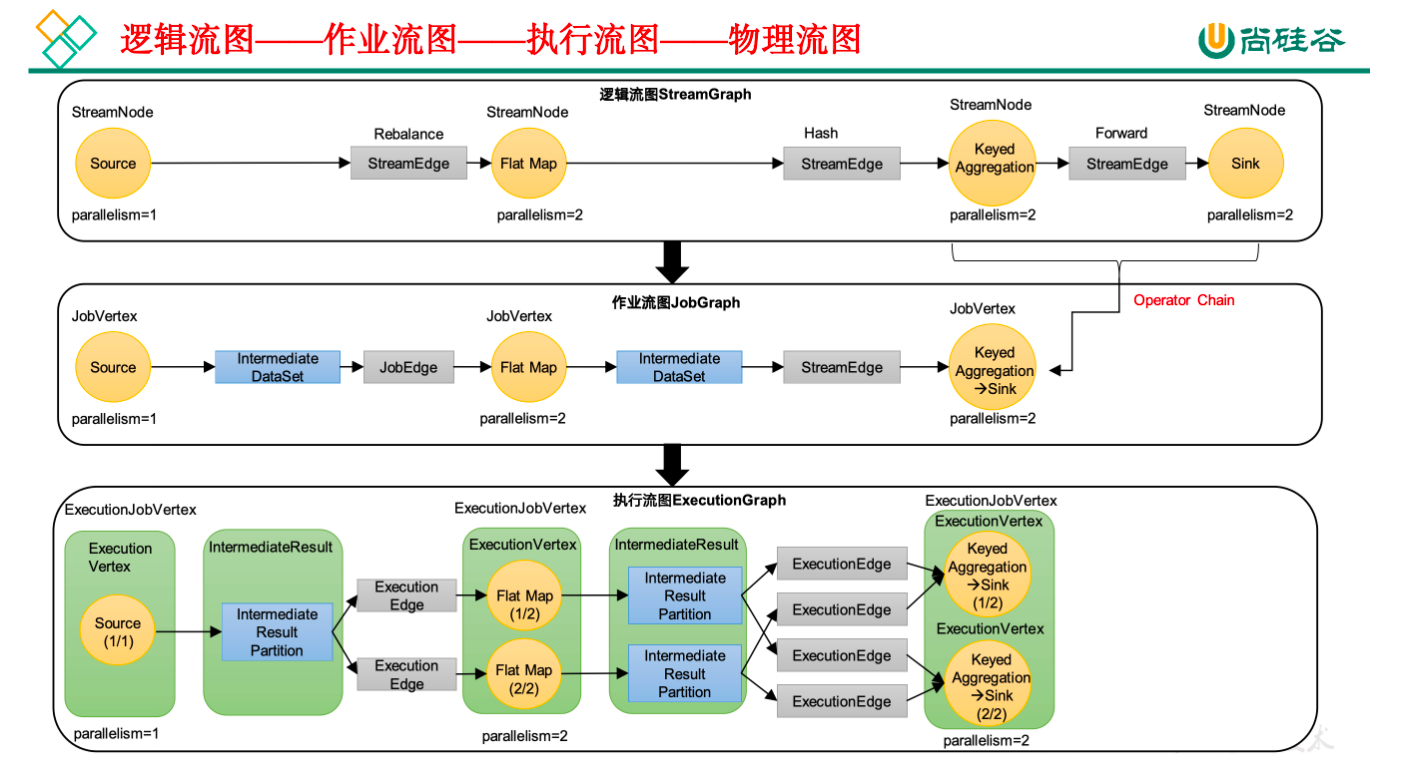 逻辑流图——作业流图——执行流图——物理流图
尚硅谷
逻辑流图StreamGraph
StreamNode
Source
parallelism=1
Rebalance
StreamEdge
StreamNode
Flat Map
parallelism=2
Hash
StreamEdge
StreamNode
Keyed
Aggregation
parallelism=2
Forward
StreamEdge
StreamNode
Sink
parallelism=2
Operator Chain
作业流图JobGraph
JobVertex
Source
parallelism=1
Intermediate
DataSet
JobEdge
JobVertex
Flat Map
parallelism=2
Intermediate
DataSet
StreamEdge
JobVertex
Keyed
Aggregation
→Sink
parallelism=2
执行流图ExecutionGraph
ExecutionJobVertex
Execution
Vertex
Source
(1/1)
parallelism=1
IntermediateResult
Intermediate
Result
Partition
Execution
Edge
Execution
Edge
ExecutionJobVertex
ExecutionVertex
Flat Map
(1/2)
Flat Map
(2/2)
parallelism=2
IntermediateResult
Intermediate
Result
Partition
Intermediate
Result
Partition
ExecutionEdge
ExecutionEdge
ExecutionEdge
ExecutionEdge
ExecutionJobVertex
ExecutionVertex
Keyed
Aggregation
→Sink
(1/2)
ExecutionVertex
Keyed
Aggregation
→Sink
(2/2)
parallelism=2
术